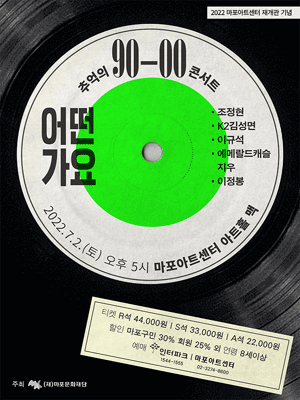 2022 마포아트센터 재개관 기념
추억의 90-00 콘서트
어떤
가요
• 조정현
• K2김성면
• 이규석
• 에메랄드캐슬
지우
• 이정봉
2022.7.2.(토) 오후 5시 마포아트센터 아트홀 맥
티켓 R석 44,000원 | S석 33,000원 | A석 22,000원
할인 마포구민 30% 회원 25% 외 연령 8세이상
예매 인터파크 | 마포아트센터
1544-1555 02-3274-8600
주최 (재)마포문화재단